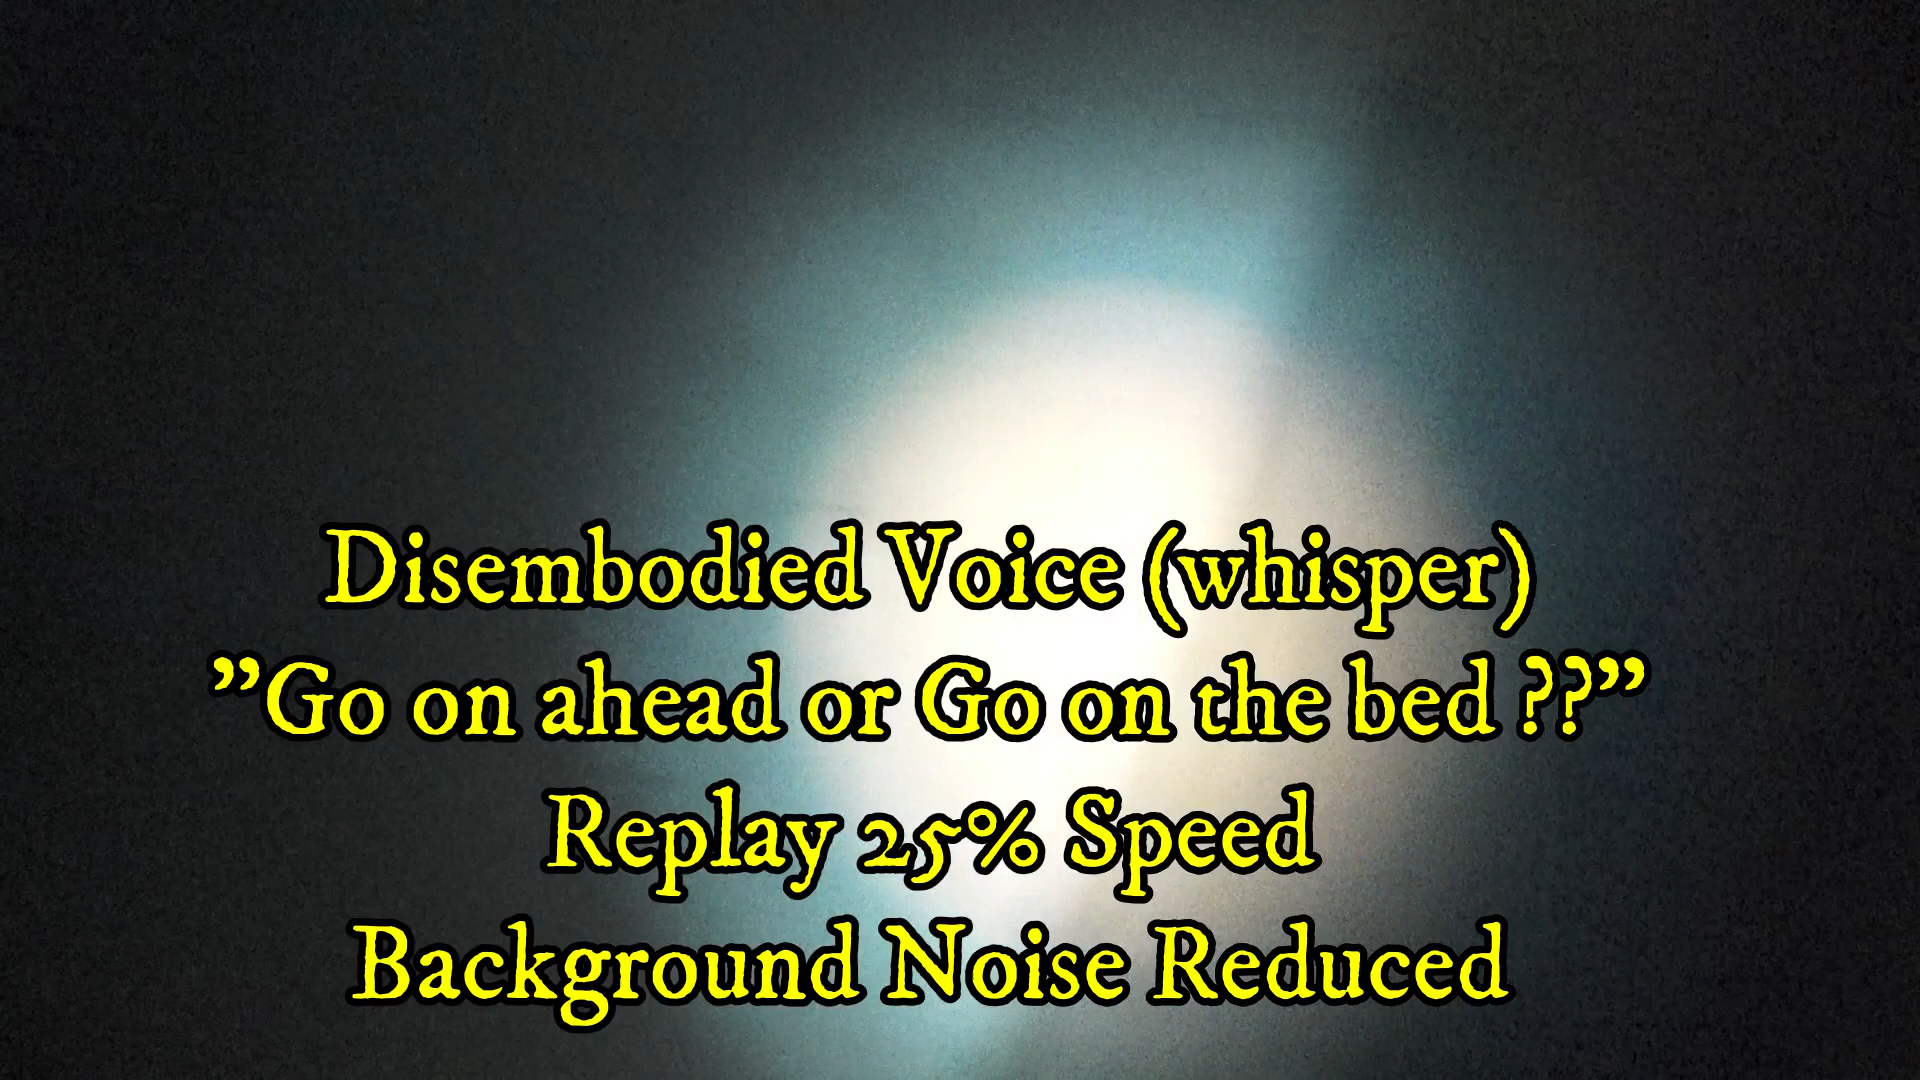 Disembodied Voice (whisper)
”Go on ahead or Go on the bed ??”
Replay 25% Speed
Background Noise Reduced